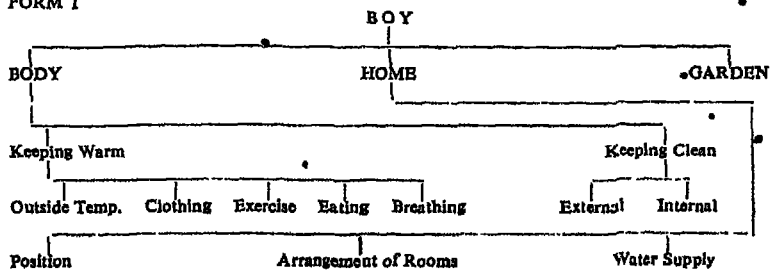 FORM I
BOY
BODY HOME GARDEN
Keeping Warm Keeping Clean
Outside Temp. Clothing Exercise Eating Breathing External Internal
Position Arrangement of Rooms Water Supply